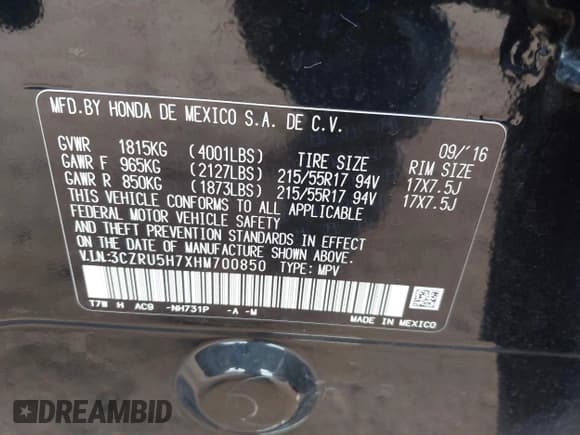 MFD.BY HONDA DE MEXICO S.A. DE C.V.
09/'16
GVWR 1815KG (4001LBS) TIRE SIZE RIM SIZE
GAWR F 965KG (2127LBS) 215/55R17 94V 17X7.5J
GAWR R 850KG (1873LBS) 215/55R17 94V 17X7.5J
THIS VEHICLE CONFORMS TO ALL APPLICABLE
FEDERAL MOTOR VEHICLE SAFETY
AND THEFT PREVENTION STANDARDS IN EFFECT
ON THE DATE OF MANUFACTURE SHOWN ABOVE.
V.I.N.:3CZRU5H7XHM700850 TYPE: MPV
T7W H AC9 -NH731P -A -M
MADE IN MEXICO
DREAMBID